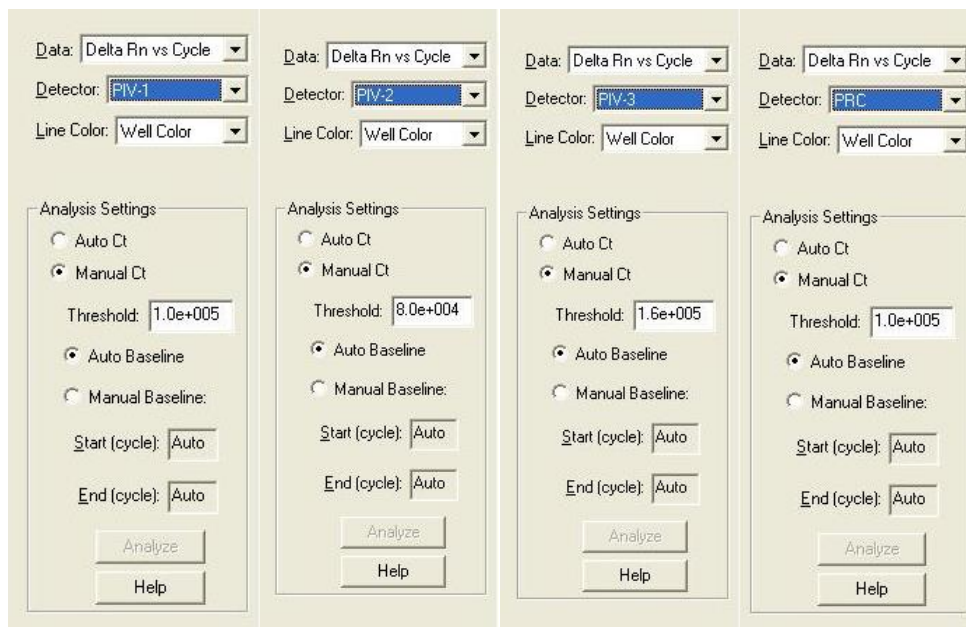 Data: Delta Rn vs Cycle
Detector: PIV-1
Line Color: Well Color
Analysis Settings
Auto Ct
Manual Ct
Threshold: 1.0e+005
Auto Baseline
Manual Baseline:
Start (cycle): Auto
End (cycle): Auto
Analyze
Help
Data: Delta Rn vs Cycle
Detector: PIV-2
Line Color: Well Color
Analysis Settings
Auto Ct
Manual Ct
Threshold: 8.0e+004
Auto Baseline
Manual Baseline:
Start (cycle): Auto
End (cycle): Auto
Analyze
Help
Data: Delta Rn vs Cycle
Detector: PIV-3
Line Color: Well Color
Analysis Settings
Auto Ct
Manual Ct
Threshold: 1.6e+005
Auto Baseline
Manual Baseline:
Start (cycle): Auto
End (cycle): Auto
Analyze
Help
Data: Delta Rn vs Cycle
Detector: PRC
Line Color: Well Color
Analysis Settings
Auto Ct
Manual Ct
Threshold: 1.0e+005
Auto Baseline
Manual Baseline:
Start (cycle): Auto
End (cycle): Auto
Analyze
Help